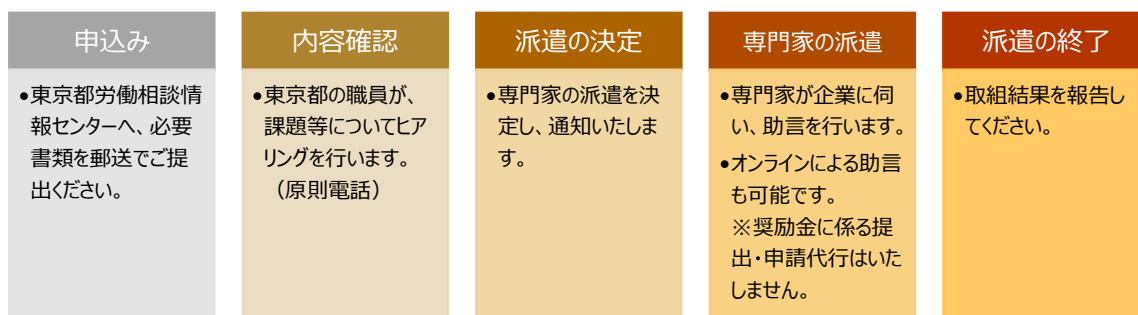 申込み
•東京都労働相談情
報センターへ、必要
書類を郵送でご提
出ください。
内容確認
•東京都の職員が、
課題等についてヒア
リングを行います。
（原則電話）
派遣の決定
•専門家の派遣を決
定し、通知いたしま
す。
専門家の派遣
•専門家が企業に伺
い、助言を行います。
•オンラインによる助言
も可能です。
※奨励金に係る提
出・申請代行はいた
しません。
派遣の終了
•取組結果を報告し
てください。